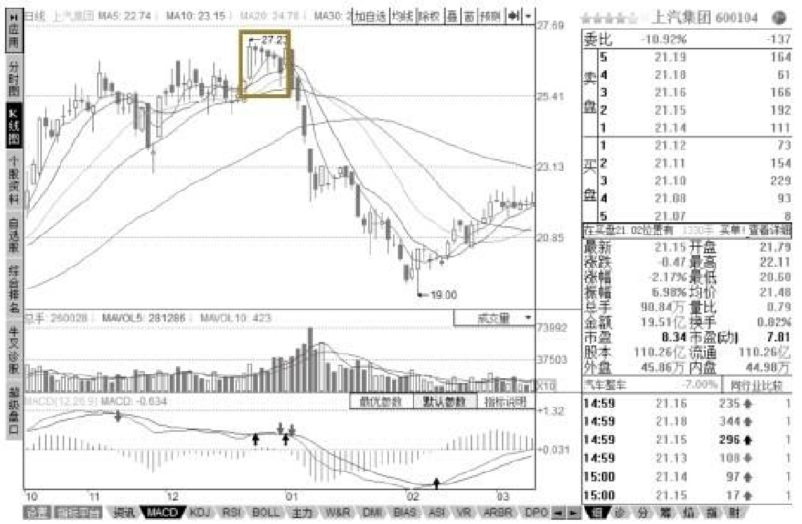 日线 上汽集团 MA5: 22.74 MA10: 23.15 MA20: 24.78 MA30: 加自选 均线 除权 叠 预测
应用
分时图
K线图
个股资料
自选股
综合排名
牛叉诊股
超级盘口
27.69
27.23
25.41
23.13
20.85
19.00
总手: 260028 MAVOL5: 281286 MAVOL10: 423
成交量
73892
37503
X10
MACD(12,26,9) MACD: -0.634
最优参数 默认参数 指标说明
+1.32
+0.031
10 11 12 01 02 03
设置 指标平台 资讯 MACD KDJ RSI BOLL 主力 W&R DMI BIAS ASI VR ARBR DPO
上汽集团 600104
委比 -10.92% -137
卖盘
5 21.19 164
4 21.18 61
3 21.16 166
2 21.15 192
1 21.14 111
买盘
1 21.12 73
2 21.11 154
3 21.10 229
4 21.08 93
5 21.07 8
在买盘21.02位置有 1330手 买单! 查看详细
最新 21.15 开盘 21.79
涨跌 -0.47 最高 22.11
涨幅 -2.17% 最低 20.60
振幅 6.98% 均价 21.48
总手 90.84万 量比 0.79
金额 19.51亿 换手 0.82%
市盈 8.34 市盈(动) 7.81
股本 110.26亿 流通 110.26亿
外盘 45.86万 内盘 44.98万
汽车整车 -7.00% 同行业比较
14:59 21.16 235 1
14:59 21.18 344 1
14:59 21.15 296 1
14:59 21.13 108 1
15:00 21.14 97 1
15:00 21.15 17 1
细 诊 分 筹 值 指 财